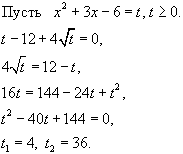 Пусть x² + 3x − 6 = t, t ≥ 0.
t − 12 + 4√t = 0,
4√t = 12 − t,
16t = 144 − 24t + t²,
t² − 40t + 144 = 0,
t₁ = 4, t₂ = 36.